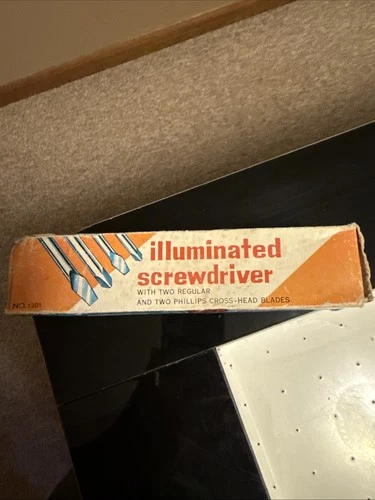 illuminated
screwdriver
WITH TWO REGULAR
AND TWO PHILLIPS CROSS-HEAD BLADES
NO. 1301